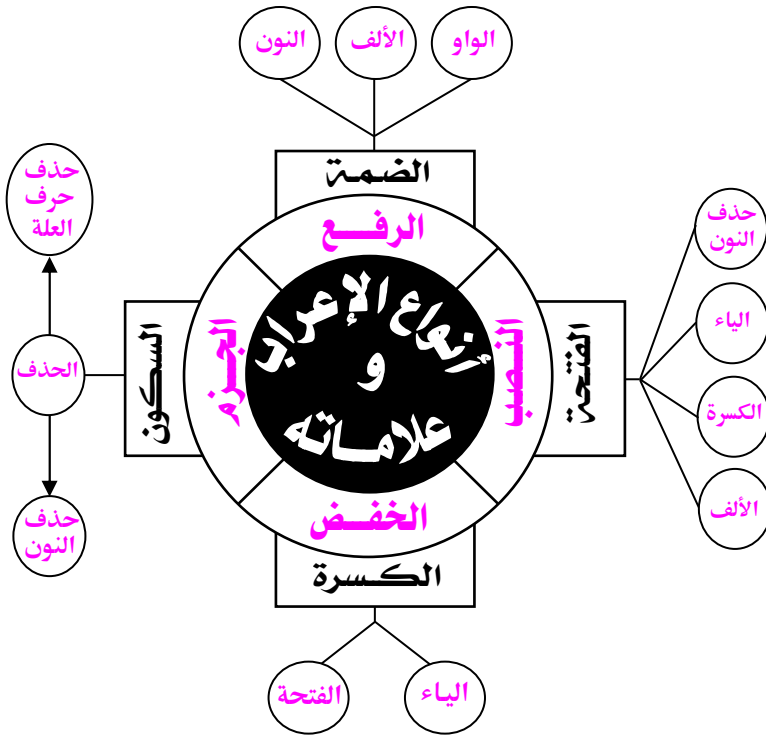 الواو
الألف
النون
الضمة
الرفع
أنواع الإعراب
و
علاماته
النصب
الفتحة
حذف
النون
الياء
الكسرة
الألف
الجزم
السكون
الحذف
حذف
حرف
العلة
حذف
النون
الخفض
الكسرة
الياء
الفتحة